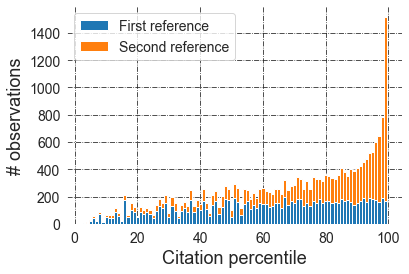 First reference
Second reference
1400
1200
1000
800
600
400
200
0
# observations
0 20 40 60 80 100
Citation percentile